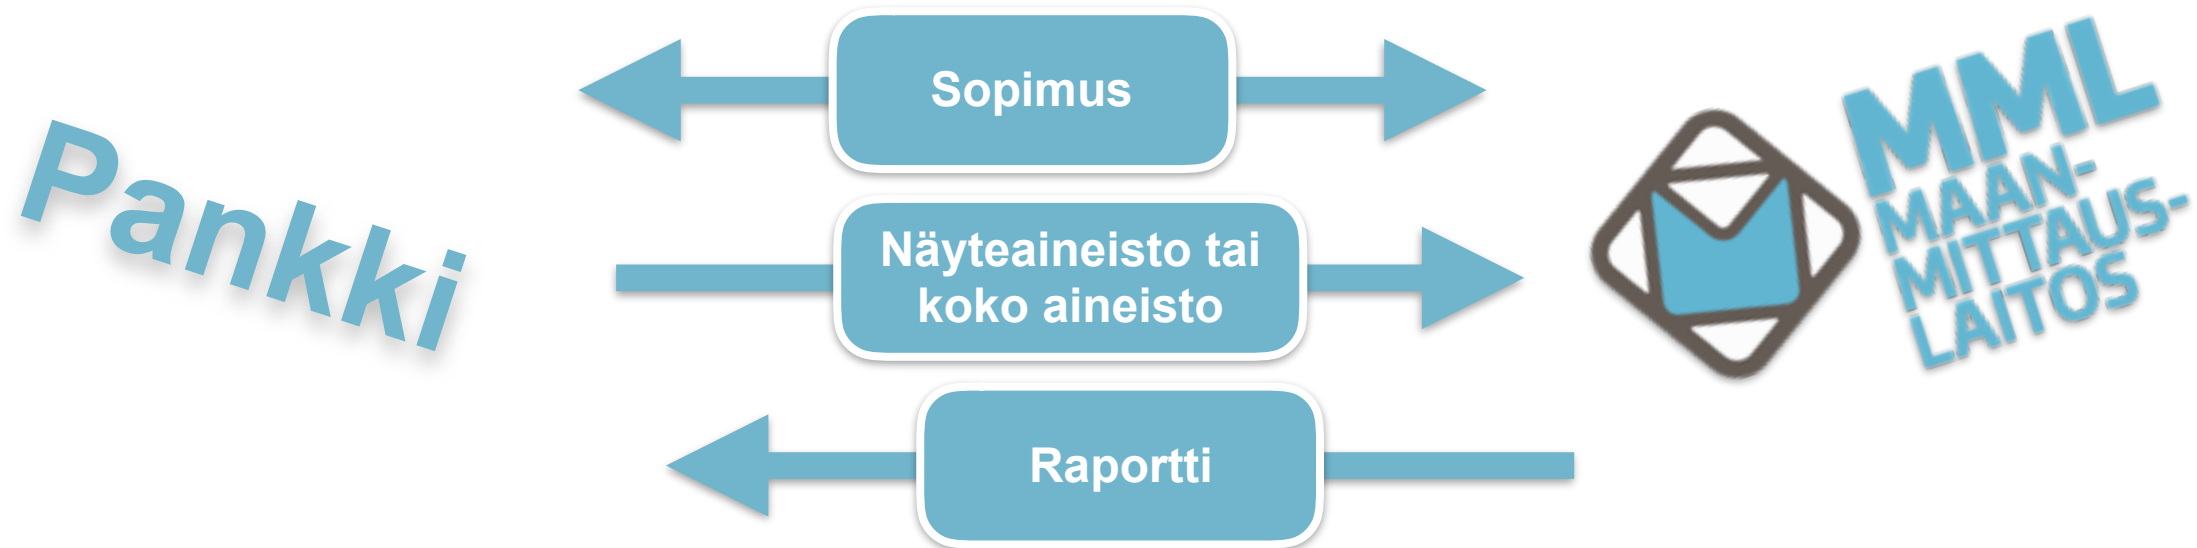 Pankki
Sopimus
Näyteaineisto tai
koko aineisto
Raportti
MML
MAAN-
MITTAUS-
LAITOS